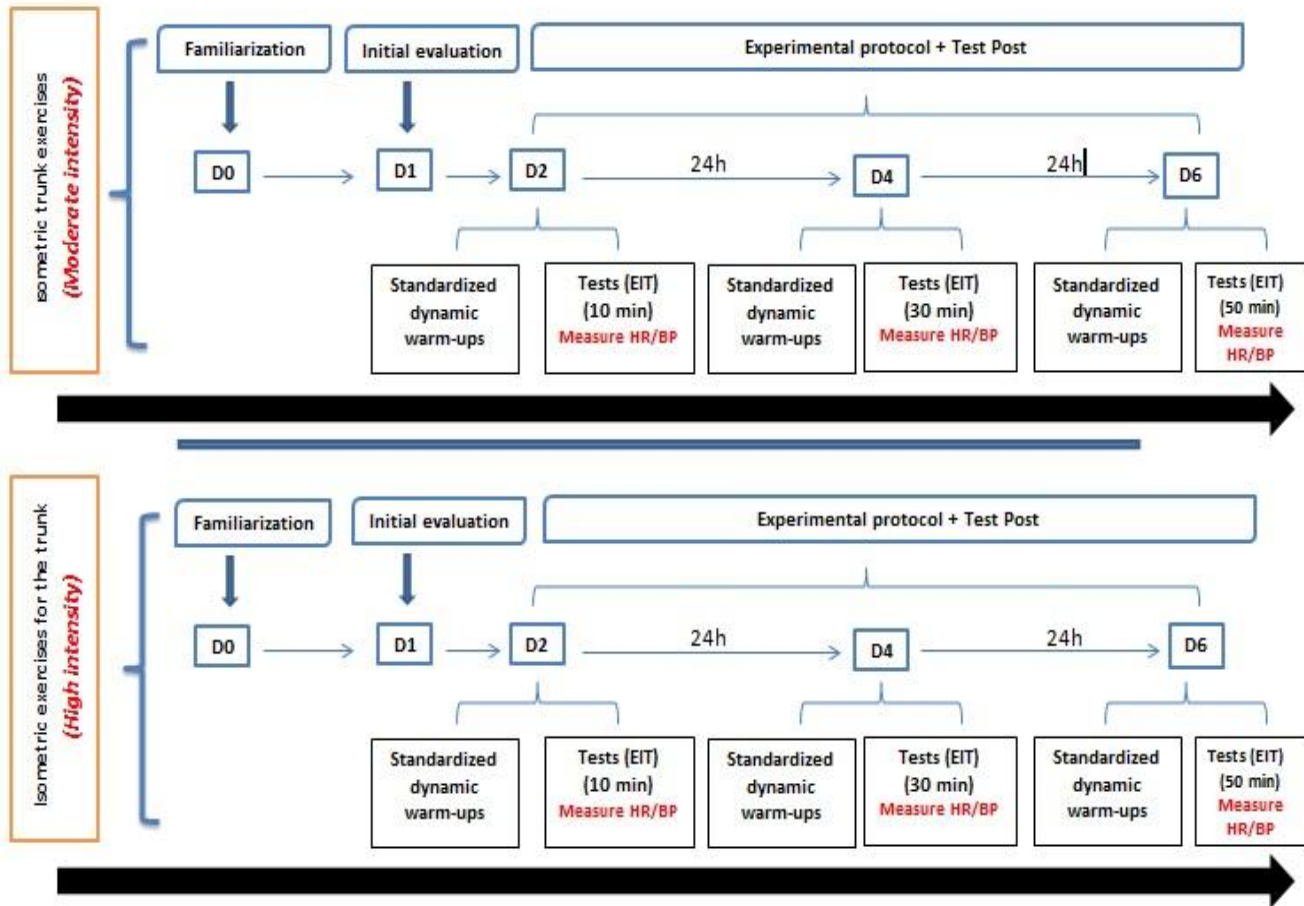 Isometric trunk exercises
(Moderate intensity)
Familiarization
Initial evaluation
Experimental protocol + Test Post
D0
D1
D2
24h
D4
24h
D6
Standardized
dynamic
warm-ups
Tests (EIT)
(10 min)
Measure HR/BP
Standardized
dynamic
warm-ups
Tests (EIT)
(30 min)
Measure HR/BP
Standardized
dynamic
warm-ups
Tests (EIT)
(50 min)
Measure
HR/BP
Isometric exercises for the trunk
(High intensity)
Familiarization
Initial evaluation
Experimental protocol + Test Post
D0
D1
D2
24h
D4
24h
D6
Standardized
dynamic
warm-ups
Tests (EIT)
(10 min)
Measure HR/BP
Standardized
dynamic
warm-ups
Tests (EIT)
(30 min)
Measure HR/BP
Standardized
dynamic
warm-ups
Tests (EIT)
(50 min)
Measure
HR/BP